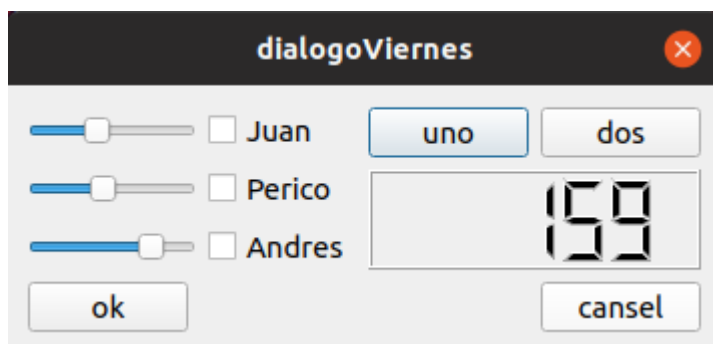 dialogoViernes
Juan uno dos
Perico
159
Andres
ok cansel